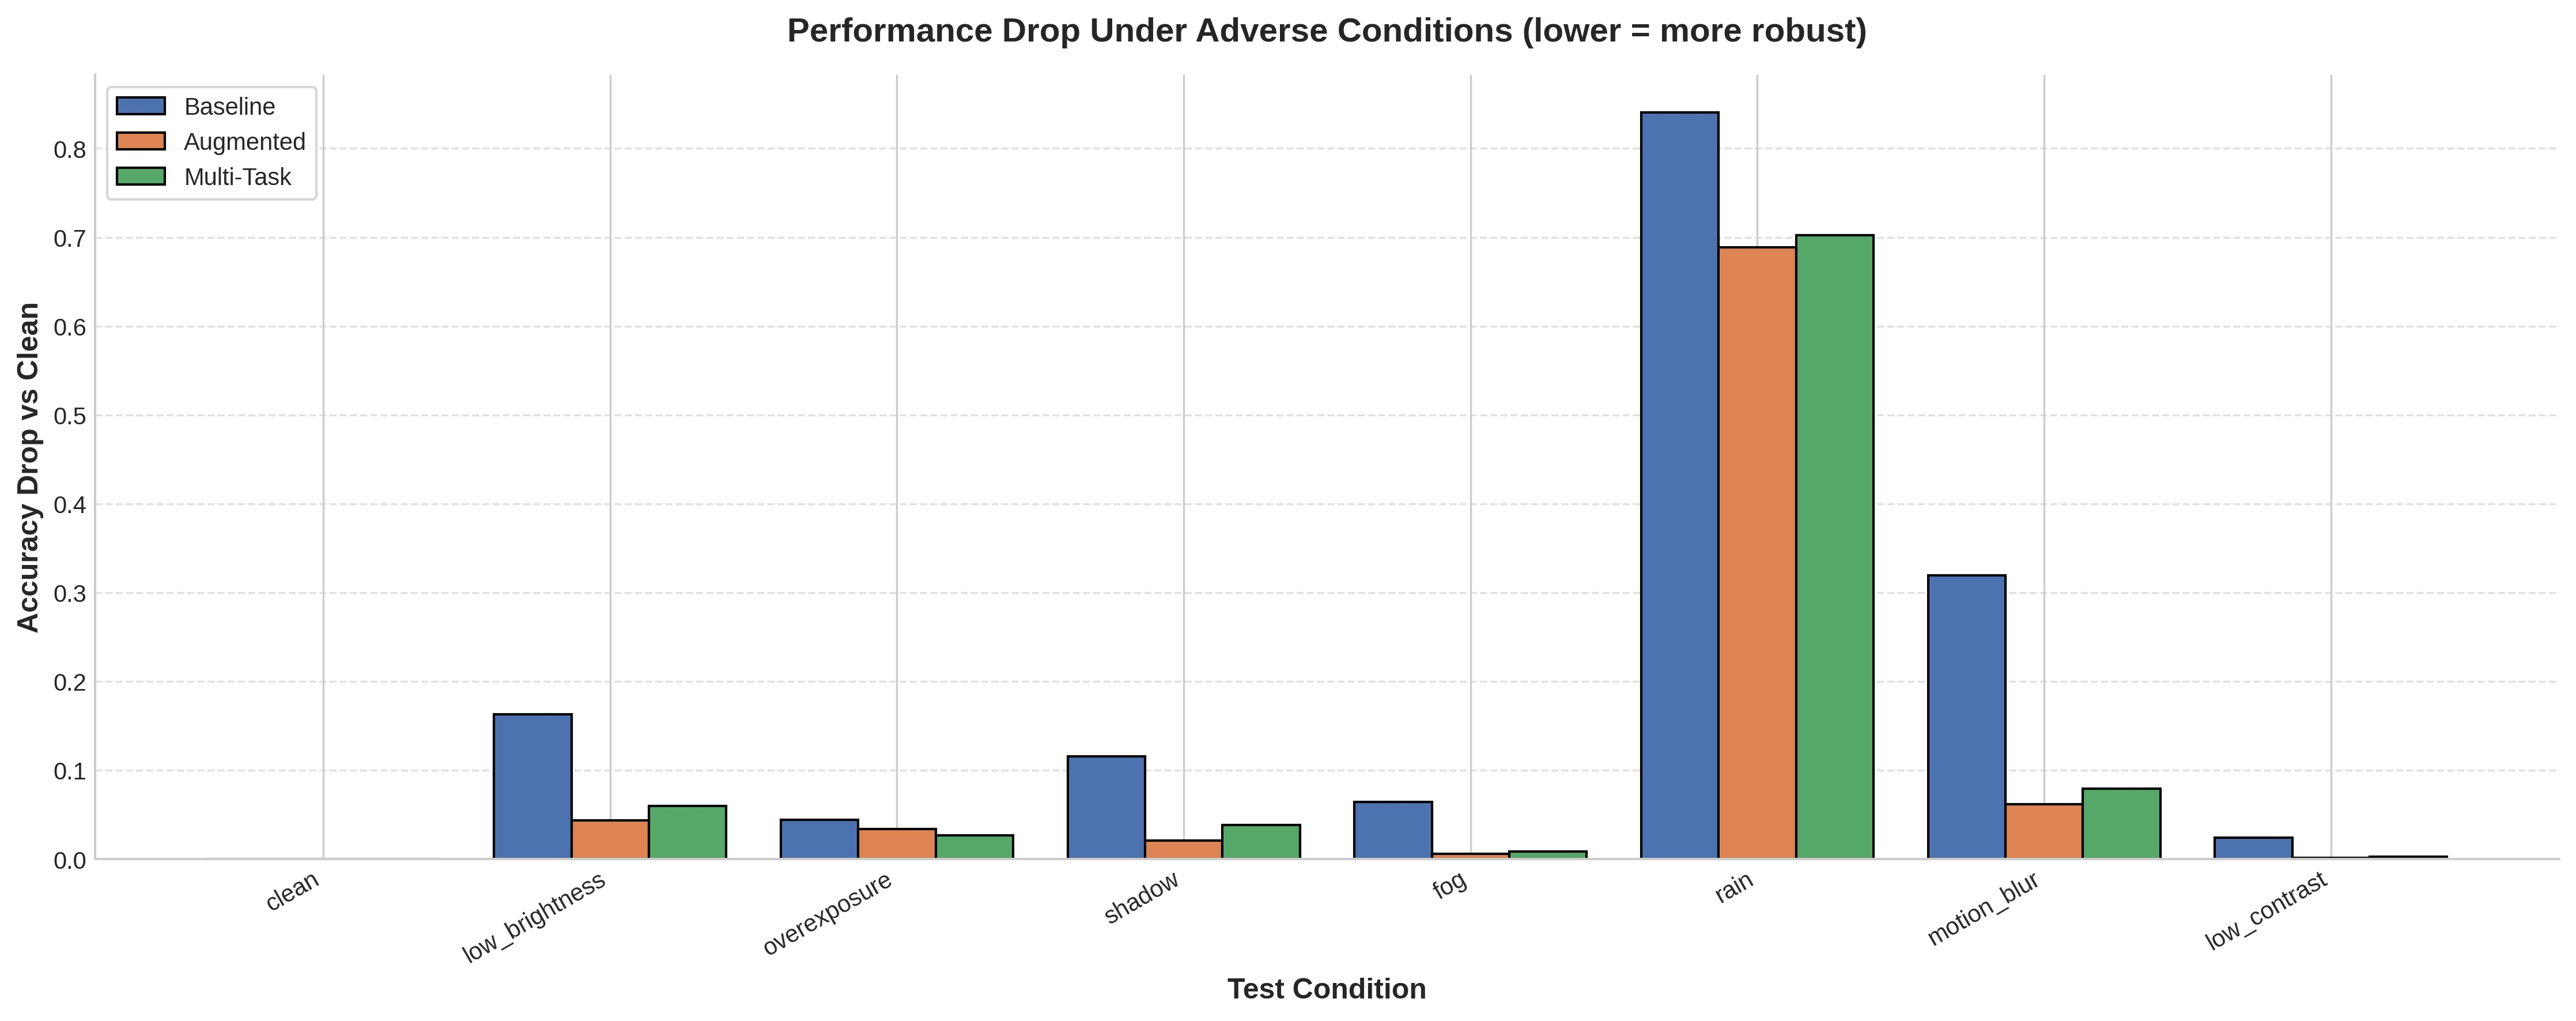 Performance Drop Under Adverse Conditions (lower = more robust)
Baseline
Augmented
Multi-Task
Accuracy Drop vs Clean
0.8
0.7
0.6
0.5
0.4
0.3
0.2
0.1
0.0
clean
low_brightness
overexposure
shadow
fog
rain
motion_blur
low_contrast
Test Condition